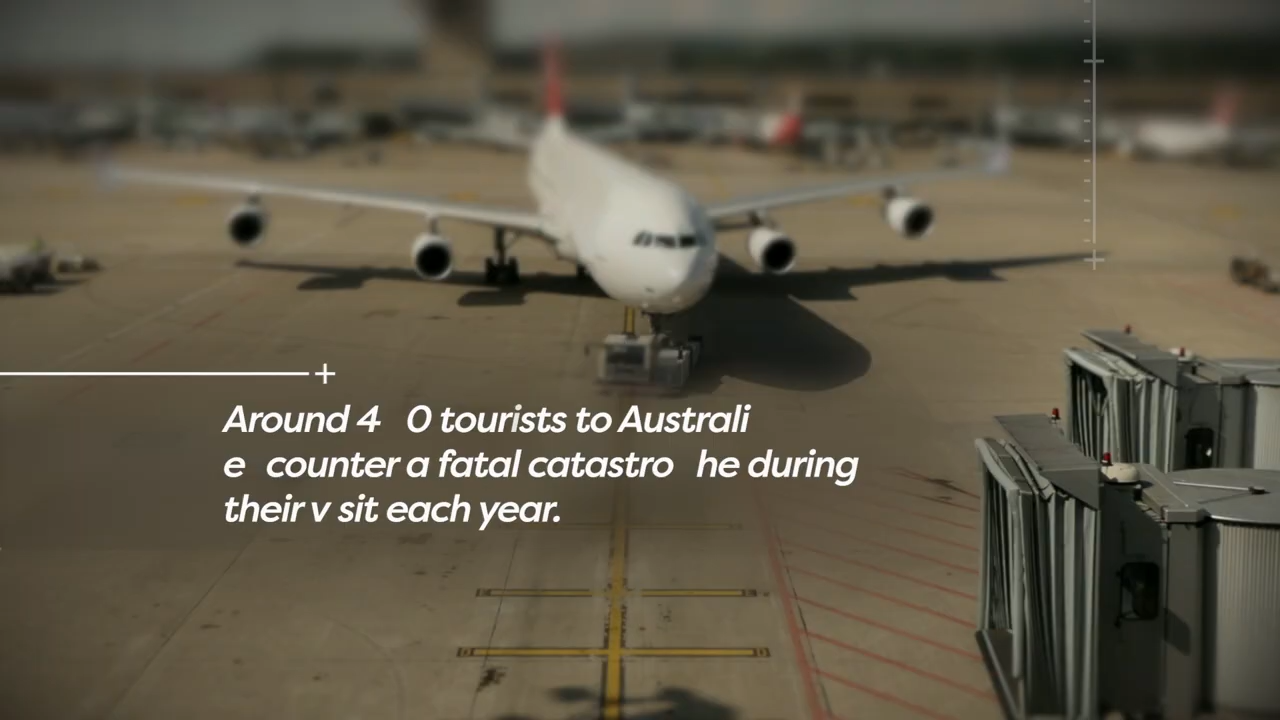 Around 4 0 tourists to Australi
e counter a fatal catastro he during
their v sit each year.